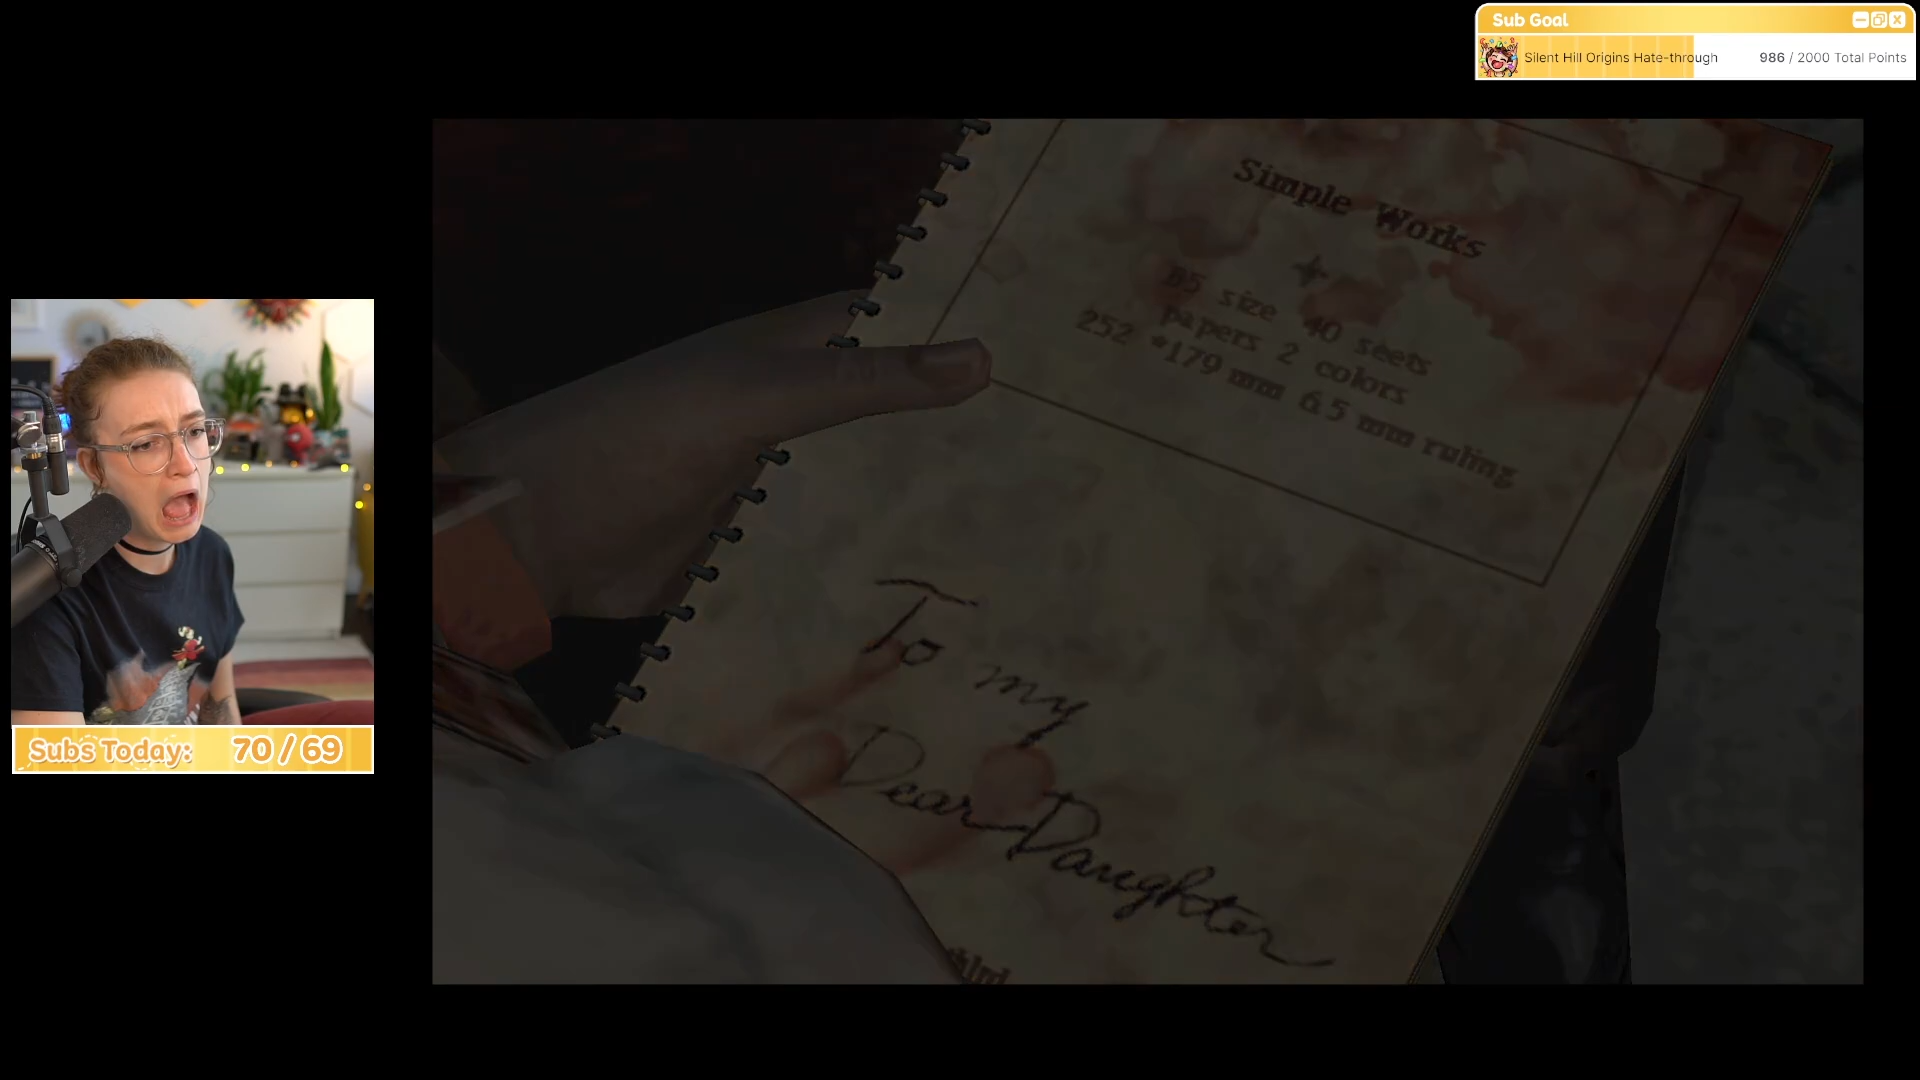 Sub Goal
Silent Hill Origins Hate-through 986 / 2000 Total Points
Simple Works
B5 size 40 seets
papers 2 colors
252 *179 mm 6.5 mm ruling
To my
Dear Daughter
Subs Today: 70 / 69